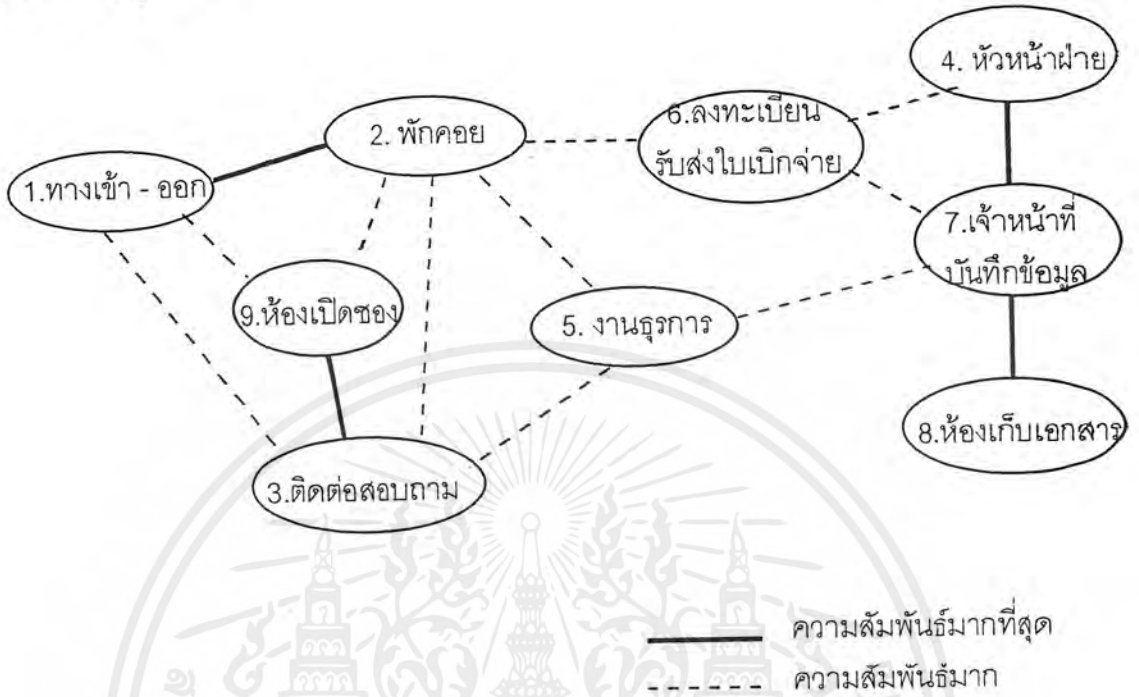 4. หัวหน้าฝ่าย
2. พักคอย
6.ลงทะเบียน
รับส่งใบเบิกจ่าย
1.ทางเข้า - ออก
7.เจ้าหน้าที่
บันทึกข้อมูล
9.ห้องเปิดซอง
5. งานธุรการ
8.ห้องเก็บเอกสาร
3.ติดต่อสอบถาม
ความสัมพันธ์มากที่สุด
ความสัมพันธ์มาก